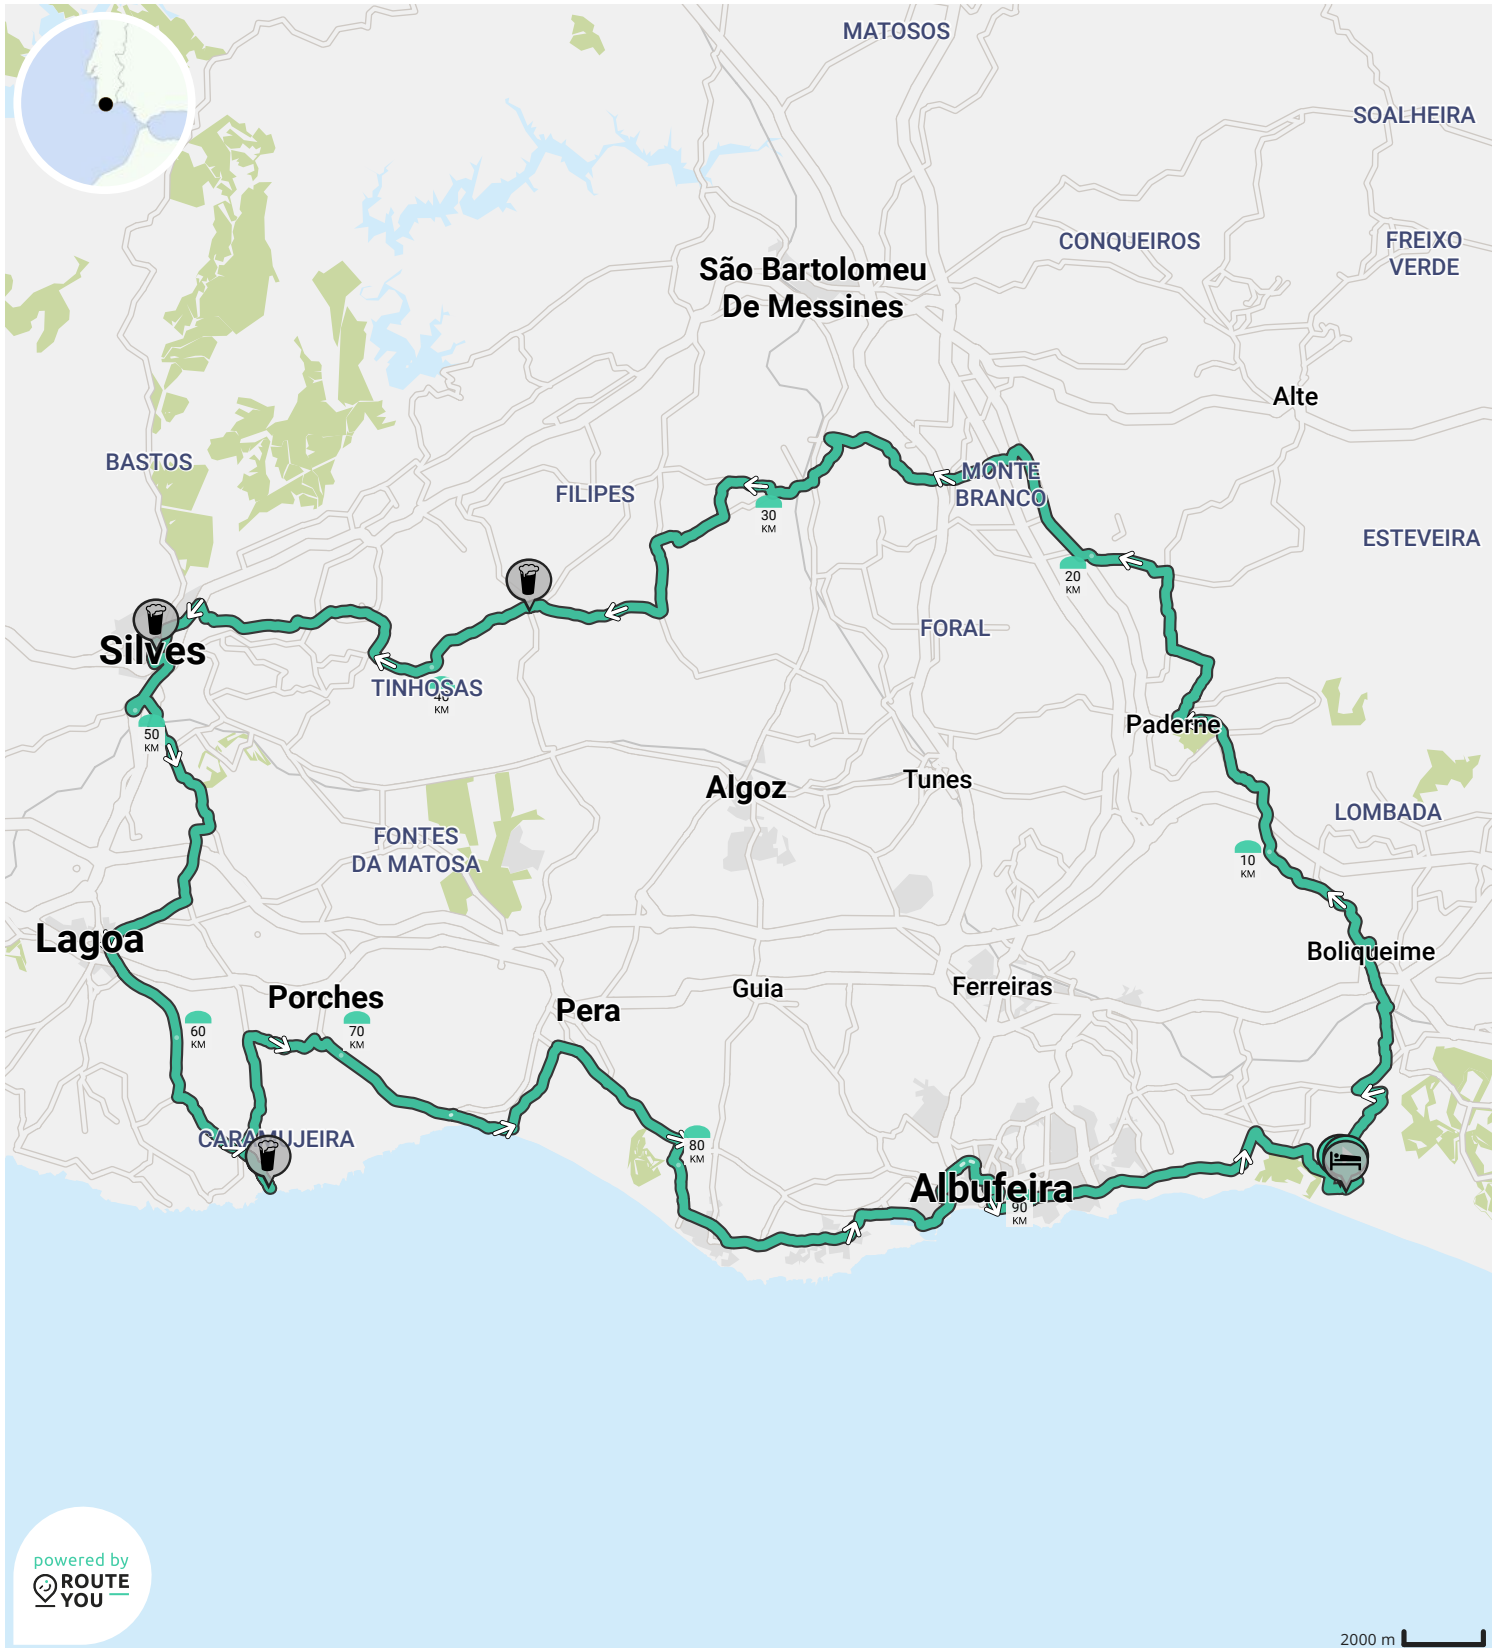 MATOSOS
SOALHEIRA
CONQUEIROS
FREIXO
VERDE
São Bartolomeu
De Messines
Alte
BASTOS
FILIPES
MONTE
BRANCO
30
KM
ESTEVEIRA
20
KM
FORAL
Silves
TINHOSAS
40
KM
Paderne
50
KM
Algoz
Tunes
LOMBADA
FONTES
DA MATOSA
10
KM
Lagoa
Boliqueime
Porches
Guia
Ferreiras
Pera
60
KM
70
KM
CARAMUJEIRA
80
KM
Albufeira
90
KM
powered by
ROUTE
YOU
2000 m